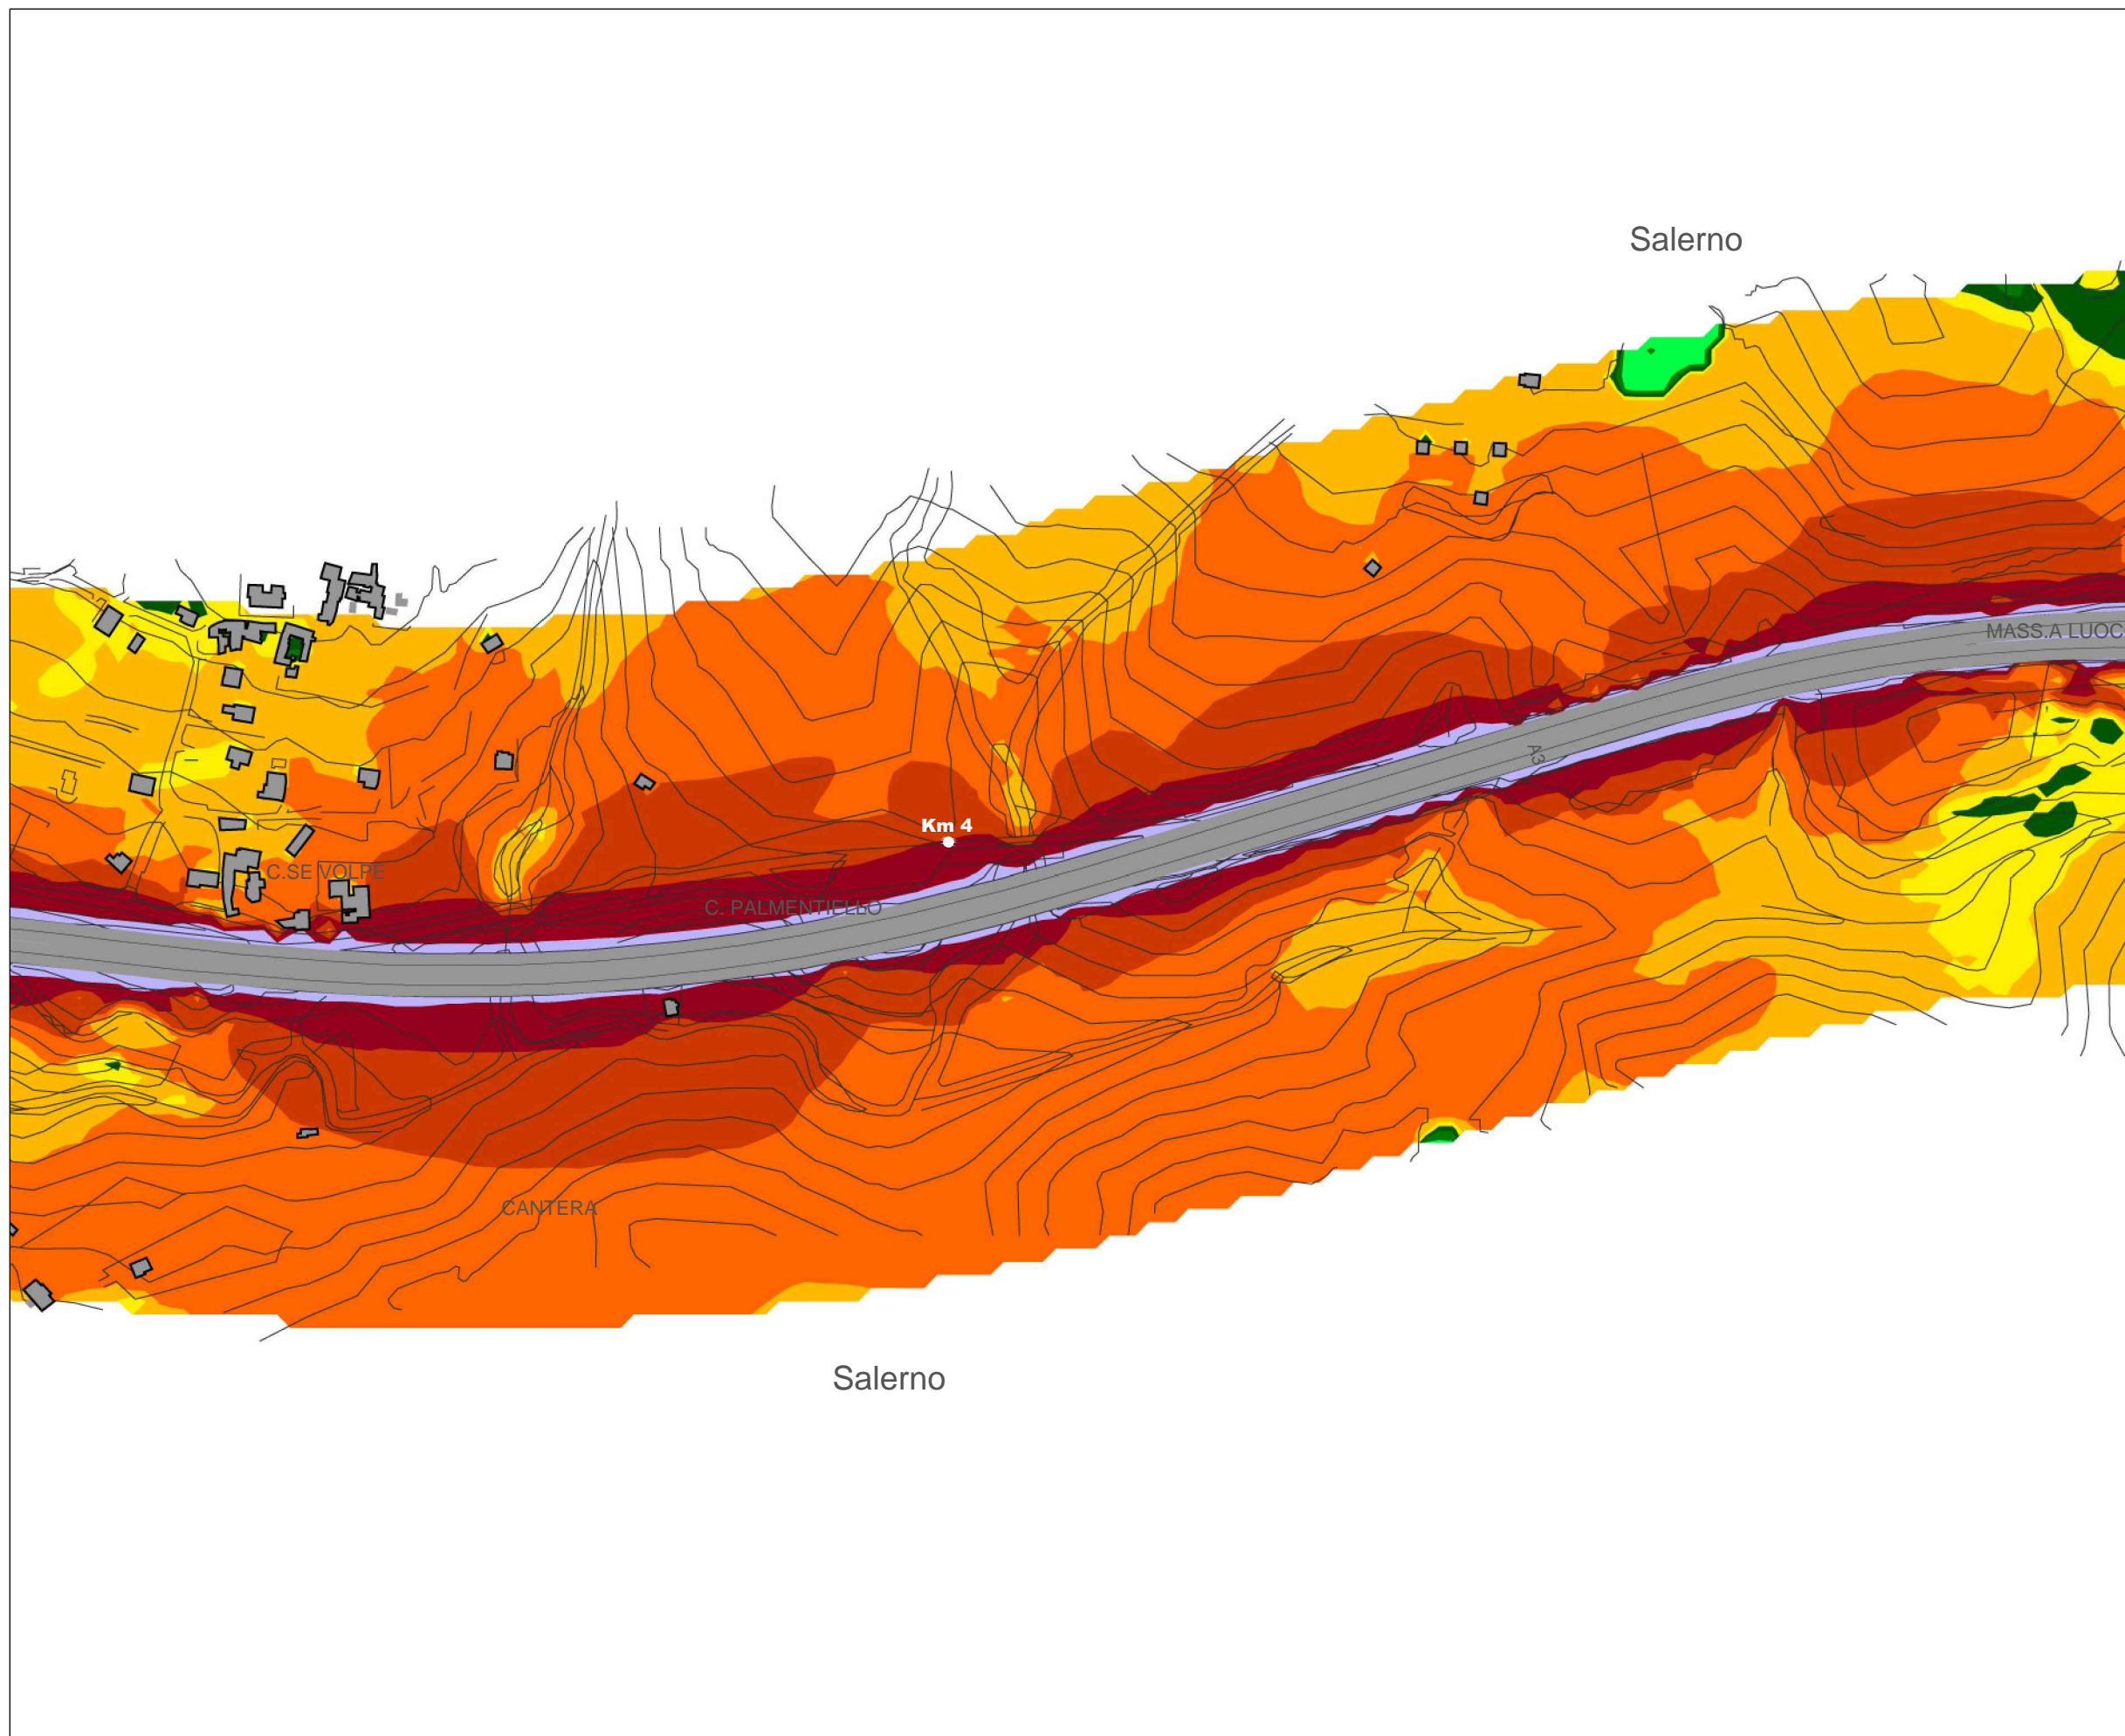 Salerno
MASS.A LUOC
A3
Km 4
C.SE VOLPE
C. PALMENTIELLO
CANTERA
Salerno